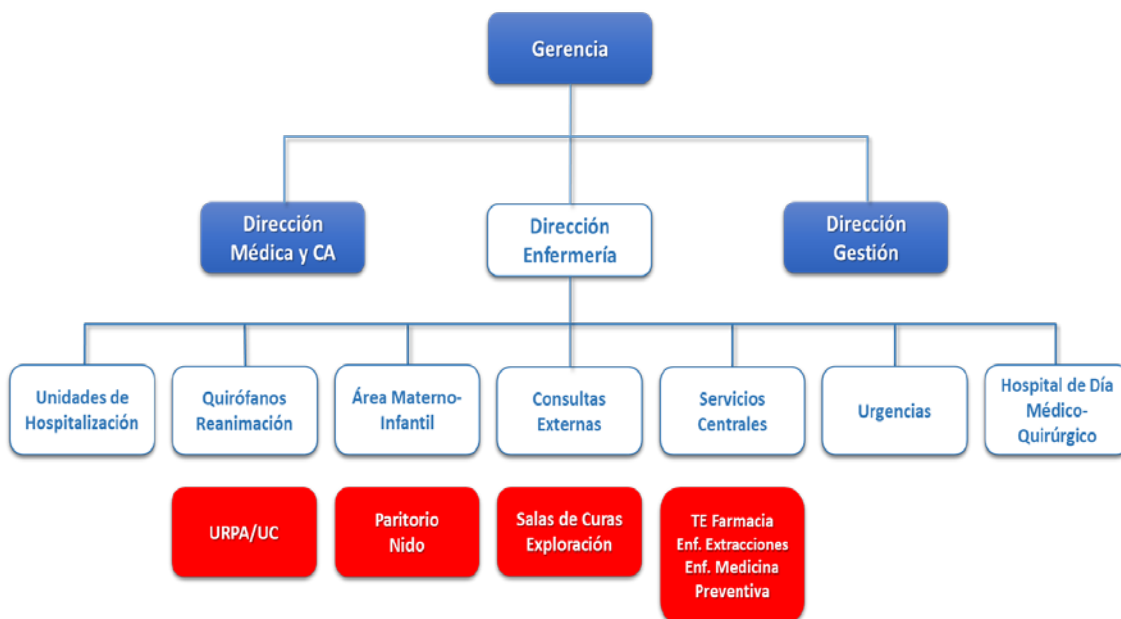 Gerencia
Dirección
Médica y CA
Dirección
Enfermería
Dirección
Gestión
Unidades de
Hospitalización
Quirófanos
Reanimación
Área Materno-
Infantil
Consultas
Externas
Servicios
Centrales
Urgencias
Hospital de Día
Médico-
Quirúrgico
URPA/UC
Paritorio
Nido
Salas de Curas
Exploración
TE Farmacia
Enf. Extracciones
Enf. Medicina
Preventiva